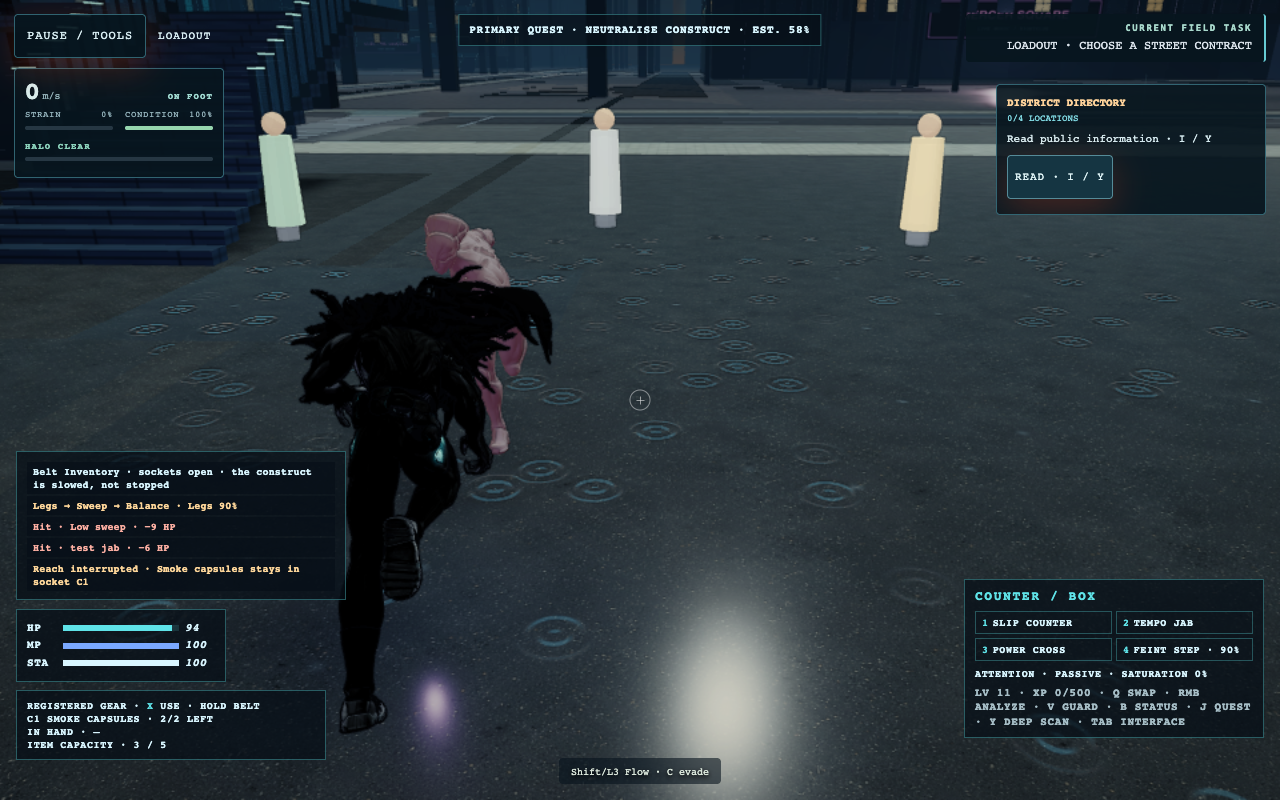 PAUSE / TOOLS
LOADOUT
PRIMARY QUEST · NEUTRALISE CONSTRUCT · EST. 58%
CURRENT FIELD TASK
LOADOUT · CHOOSE A STREET CONTRACT
0 m/s
ON FOOT
STRAIN 0%
CONDITION 100%
HALO CLEAR
DISTRICT DIRECTORY
0/4 LOCATIONS
Read public information · I / Y
READ · I / Y
Belt Inventory · sockets open · the construct
is slowed, not stopped
Legs → Sweep → Balance · Legs 90%
Hit · Low sweep · −9 HP
Hit · test jab · −6 HP
Reach interrupted · Smoke capsules stays in
socket C1
HP 94
MP 100
STA 100
REGISTERED GEAR · X USE · HOLD BELT
C1 SMOKE CAPSULES · 2/2 LEFT
IN HAND · —
ITEM CAPACITY · 3 / 5
COUNTER / BOX
1 SLIP COUNTER
2 TEMPO JAB
3 POWER CROSS
4 FEINT STEP · 90%
ATTENTION · PASSIVE · SATURATION 0%
LV 11 · XP 0/500 · Q SWAP · RMB
ANALYZE · V GUARD · B STATUS · J QUEST
· Y DEEP SCAN · TAB INTERFACE
Shift/L3 Flow · C evade